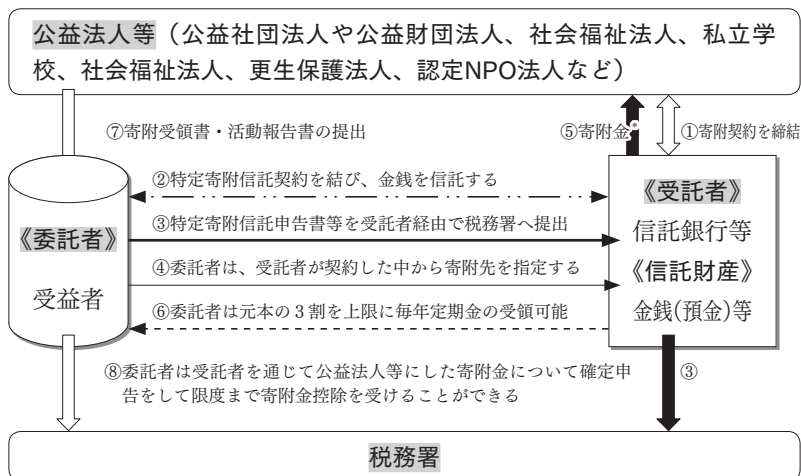 公益法人等（公益社団法人や公益財団法人、社会福祉法人、私立学
校、社会福祉法人、更生保護法人、認定NPO法人など）
⑦寄附受領書・活動報告書の提出
⑤寄附金*
①寄附契約を締結
②特定寄附信託契約を結び、金銭を信託する
《委託者》
受益者
③特定寄附信託申告書等を受託者経由で税務署へ提出
④委託者は、受託者が契約した中から寄附先を指定する
⑥委託者は元本の３割を上限に毎年定期金の受領可能
《受託者》
信託銀行等
《信託財産》
金銭(預金)等
⑧委託者は受託者を通じて公益法人等にした寄附金について確定申
告をして限度まで寄附金控除を受けることができる
③
税務署